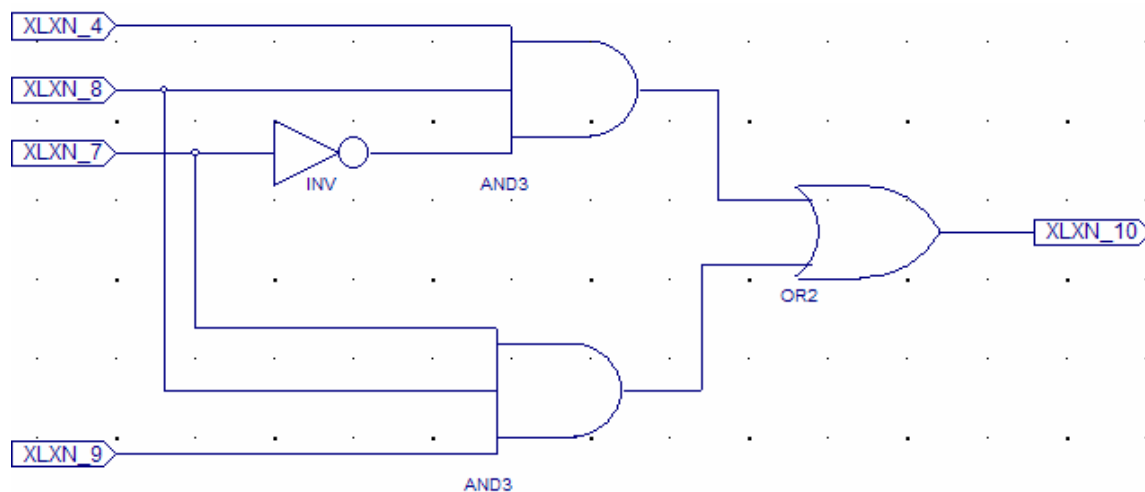 XLXN_4
XLXN_8
XLXN_7
INV
AND3
XLXN_10
OR2
XLXN_9
AND3